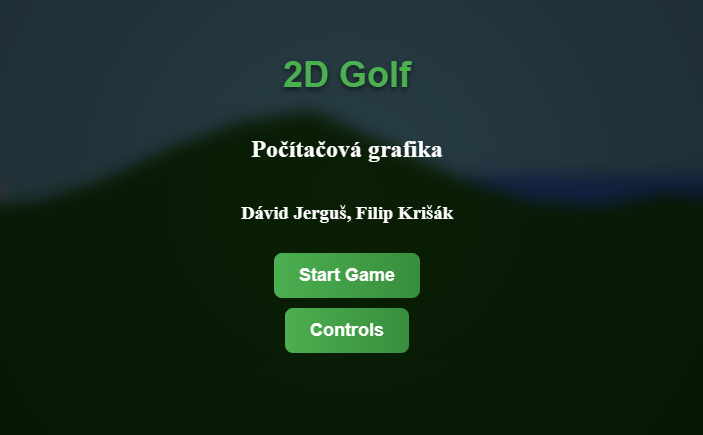 2D Golf
Počítačová grafika
Dávid Jerguš, Filip Krišák
Start Game
Controls